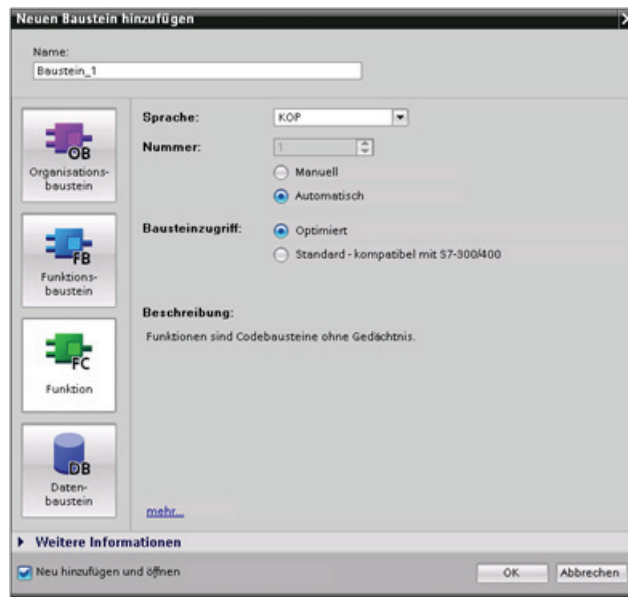 Neuen Baustein hinzufügen
Name:
Baustein_1
OB
Organisations-
baustein
FB
Funktions-
baustein
FC
Funktion
DB
Daten-
baustein
Sprache:
KOP
Nummer:
1
Manuell
Automatisch
Bausteinzugriff:
Optimiert
Standard - kompatibel mit S7-300/400
Beschreibung:
Funktionen sind Codebausteine ohne Gedächtnis.
mehr...
Weitere Informationen
Neu hinzufügen und öffnen
OK
Abbrechen